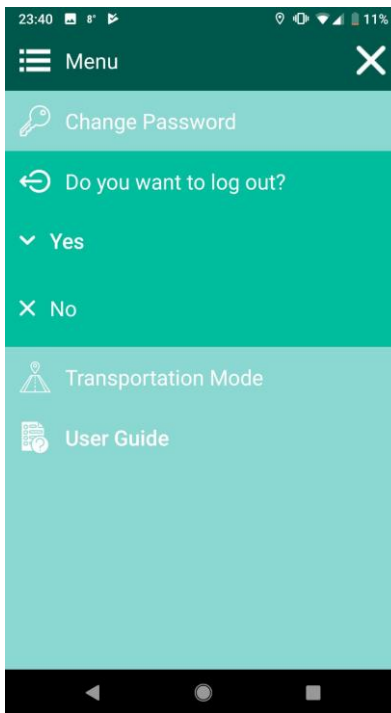 23:40 8° 11%
Menu
Change Password
Do you want to log out?
Yes
No
Transportation Mode
User Guide